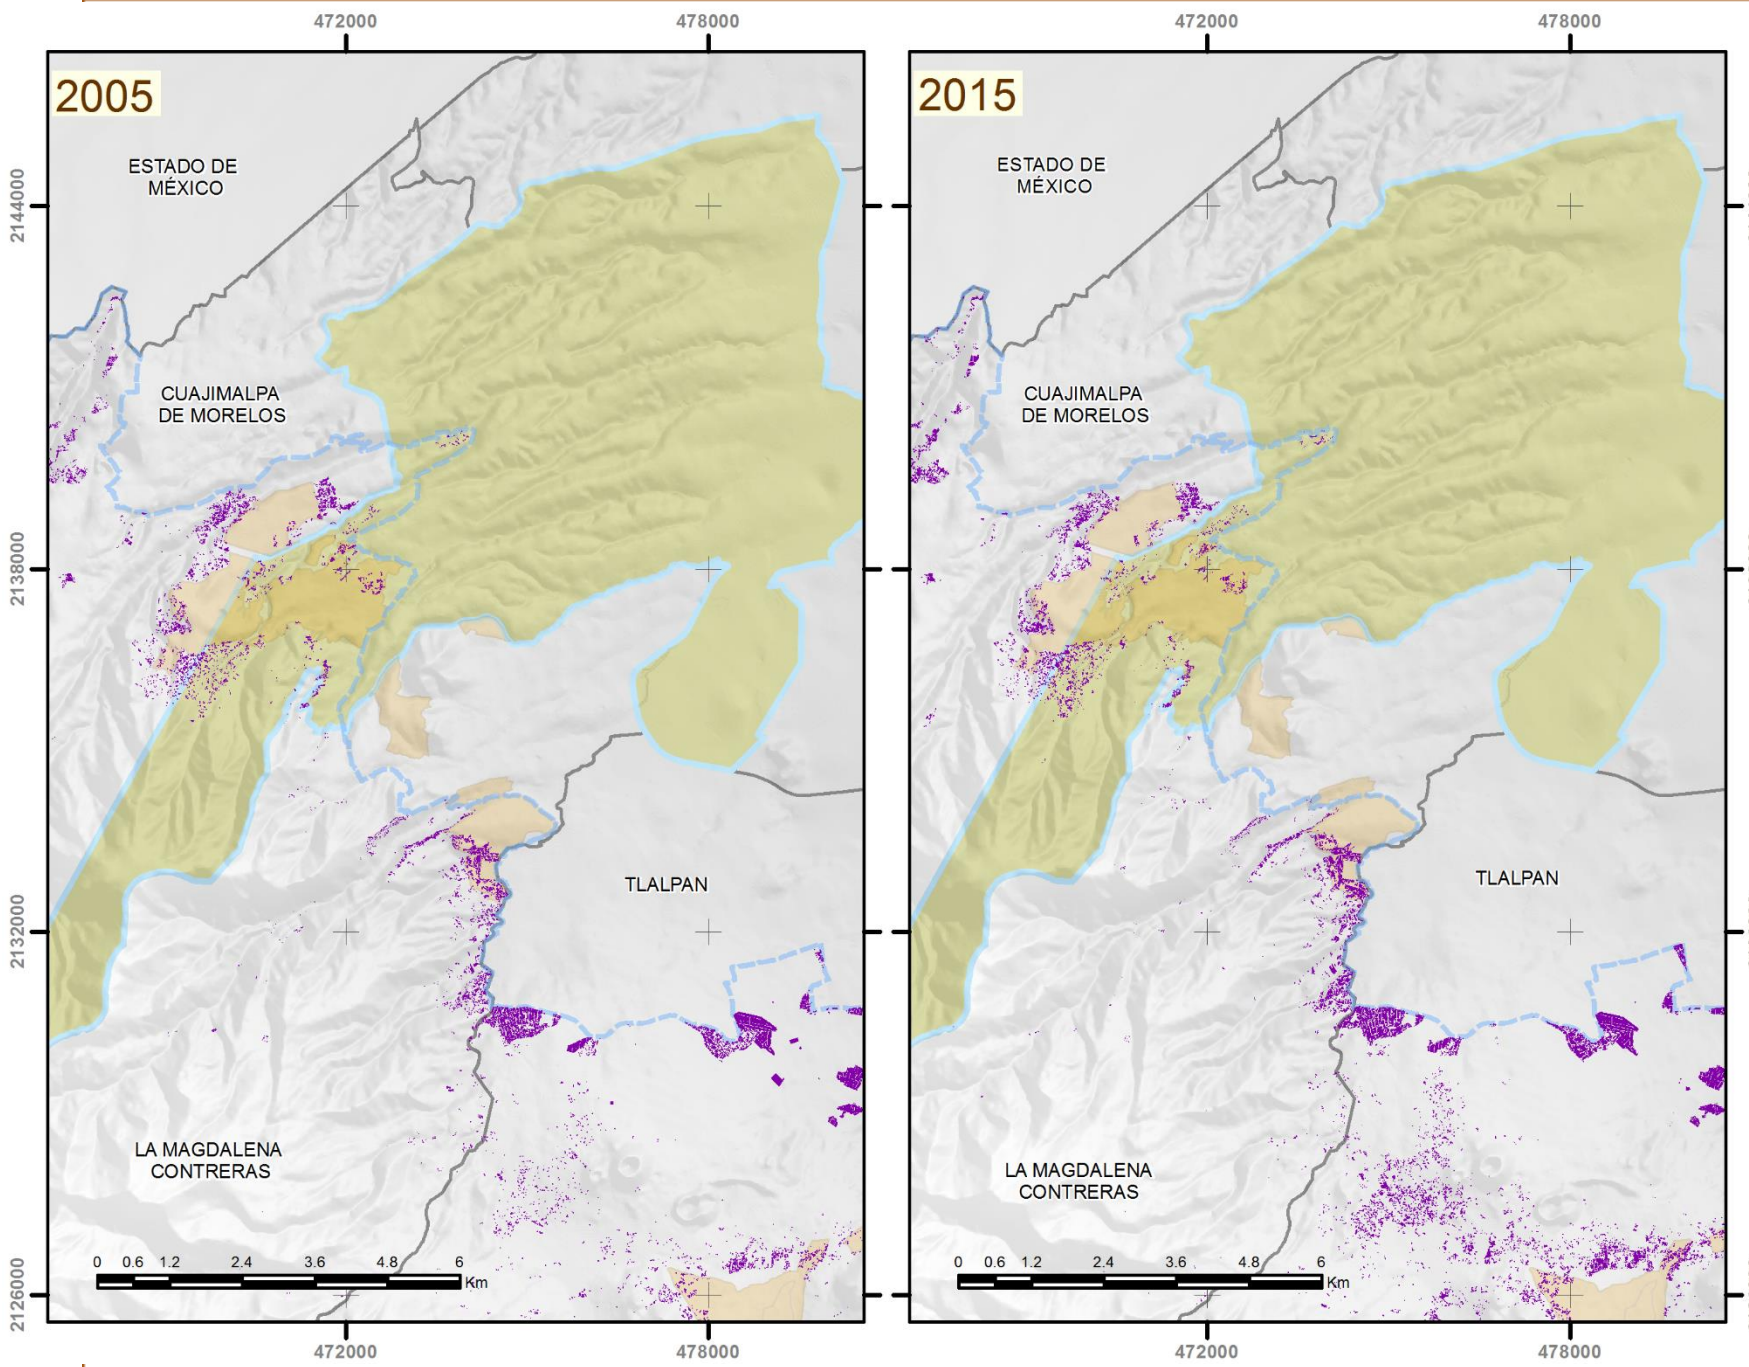 472000 478000 472000 478000
2005
2015
ESTADO DE
MÉXICO
ESTADO DE
MÉXICO
2144000
CUAJIMALPA
DE MORELOS
CUAJIMALPA
DE MORELOS
2138000
TLALPAN
TLALPAN
2132000
LA MAGDALENA
CONTRERAS
LA MAGDALENA
CONTRERAS
0 0.6 1.2 2.4 3.6 4.8 6
Km
0 0.6 1.2 2.4 3.6 4.8 6
Km
2126000
472000 478000 472000 478000